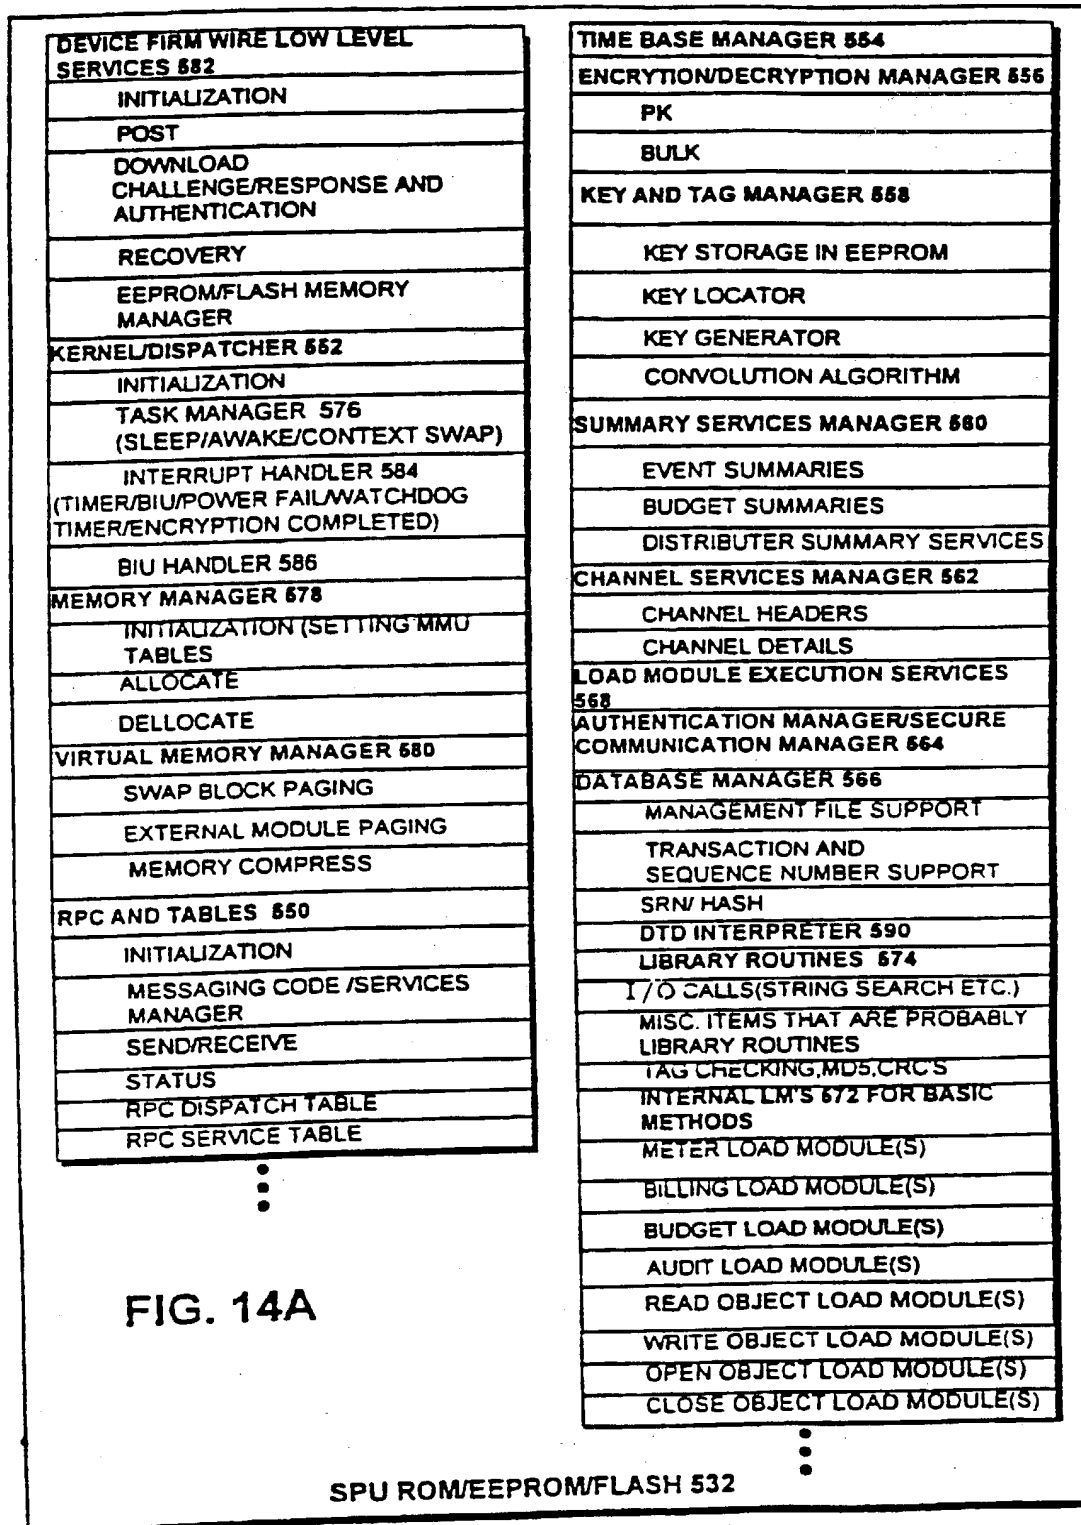 DEVICE FIRM WIRE LOW LEVEL
SERVICES 582
INITIALIZATION
POST
DOWNLOAD
CHALLENGE/RESPONSE AND
AUTHENTICATION
RECOVERY
EEPROM/FLASH MEMORY
MANAGER
KERNEL/DISPATCHER 552
INITIALIZATION
TASK MANAGER 576
(SLEEP/AWAKE/CONTEXT SWAP)
INTERRUPT HANDLER 584
(TIMER/BIU/POWER FAIL/WATCHDOG
TIMER/ENCRYPTION COMPLETED)
BIU HANDLER 586
MEMORY MANAGER 578
INITIALIZATION (SETTING MMU
TABLES
ALLOCATE
DELLOCATE
VIRTUAL MEMORY MANAGER 580
SWAP BLOCK PAGING
EXTERNAL MODULE PAGING
MEMORY COMPRESS
RPC AND TABLES 550
INITIALIZATION
MESSAGING CODE /SERVICES
MANAGER
SEND/RECEIVE
STATUS
RPC DISPATCH TABLE
RPC SERVICE TABLE
FIG. 14A
TIME BASE MANAGER 554
ENCRYTION/DECRYPTION MANAGER 556
PK
BULK
KEY AND TAG MANAGER 558
KEY STORAGE IN EEPROM
KEY LOCATOR
KEY GENERATOR
CONVOLUTION ALGORITHM
SUMMARY SERVICES MANAGER 560
EVENT SUMMARIES
BUDGET SUMMARIES
DISTRIBUTER SUMMARY SERVICES
CHANNEL SERVICES MANAGER 562
CHANNEL HEADERS
CHANNEL DETAILS
LOAD MODULE EXECUTION SERVICES
568
AUTHENTICATION MANAGER/SECURE
COMMUNICATION MANAGER 564
DATABASE MANAGER 566
MANAGEMENT FILE SUPPORT
TRANSACTION AND
SEQUENCE NUMBER SUPPORT
SRN/ HASH
DTD INTERPRETER 590
LIBRARY ROUTINES 574
I/O CALLS(STRING SEARCH ETC.)
MISC. ITEMS THAT ARE PROBABLY
LIBRARY ROUTINES
TAG CHECKING,MD5,CRC'S
INTERNAL LM'S 572 FOR BASIC
METHODS
METER LOAD MODULE(S)
BILLING LOAD MODULE(S)
BUDGET LOAD MODULE(S)
AUDIT LOAD MODULE(S)
READ OBJECT LOAD MODULE(S)
WRITE OBJECT LOAD MODULE(S)
OPEN OBJECT LOAD MODULE(S)
CLOSE OBJECT LOAD MODULE(S)
SPU ROM/EEPROM/FLASH 532